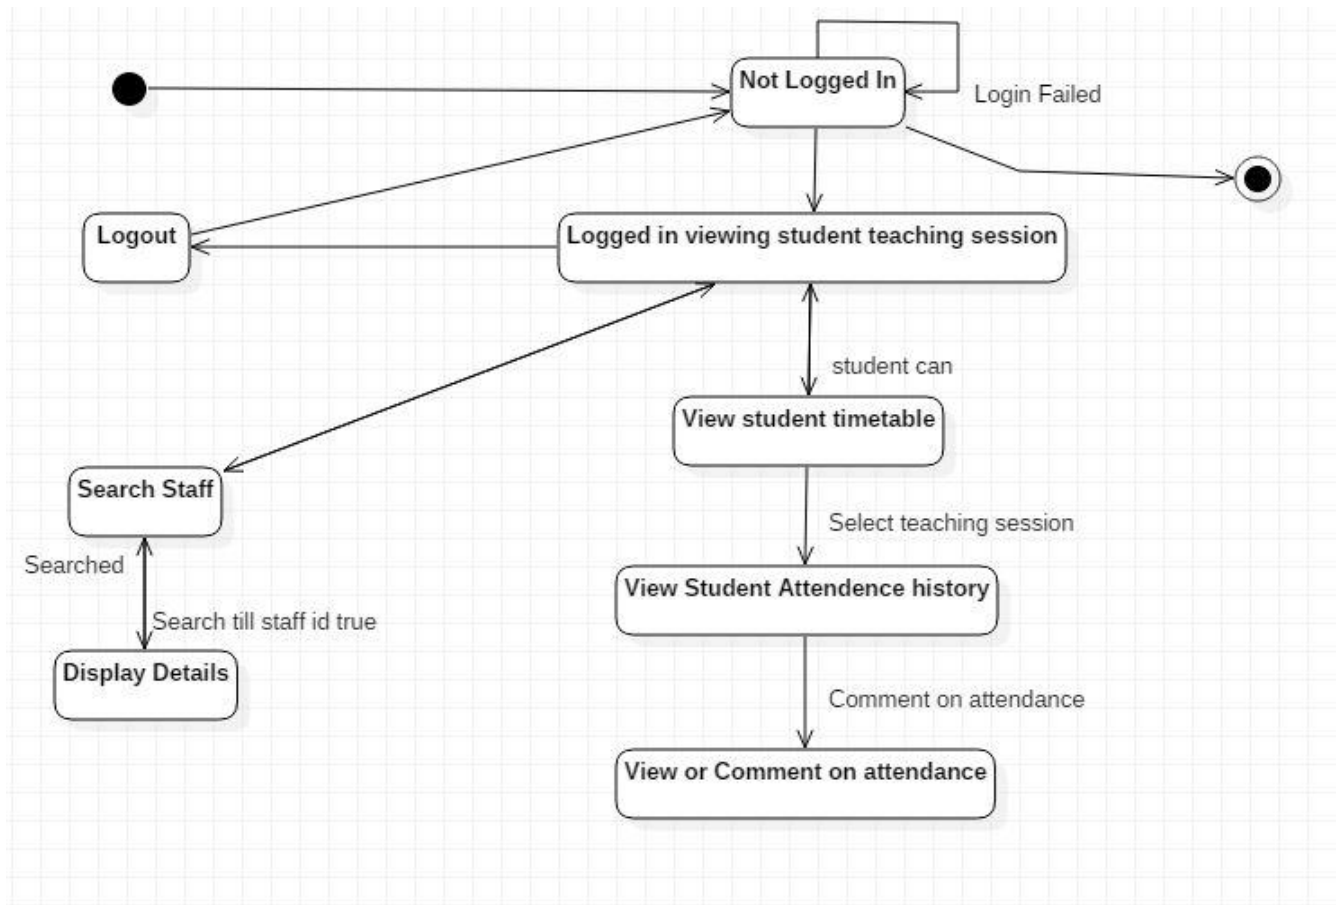 Not Logged In
Login Failed
Logout
Logged in viewing student teaching session
student can
View student timetable
Search Staff
Select teaching session
Searched
View Student Attendence history
Search till staff id true
Display Details
Comment on attendance
View or Comment on attendance